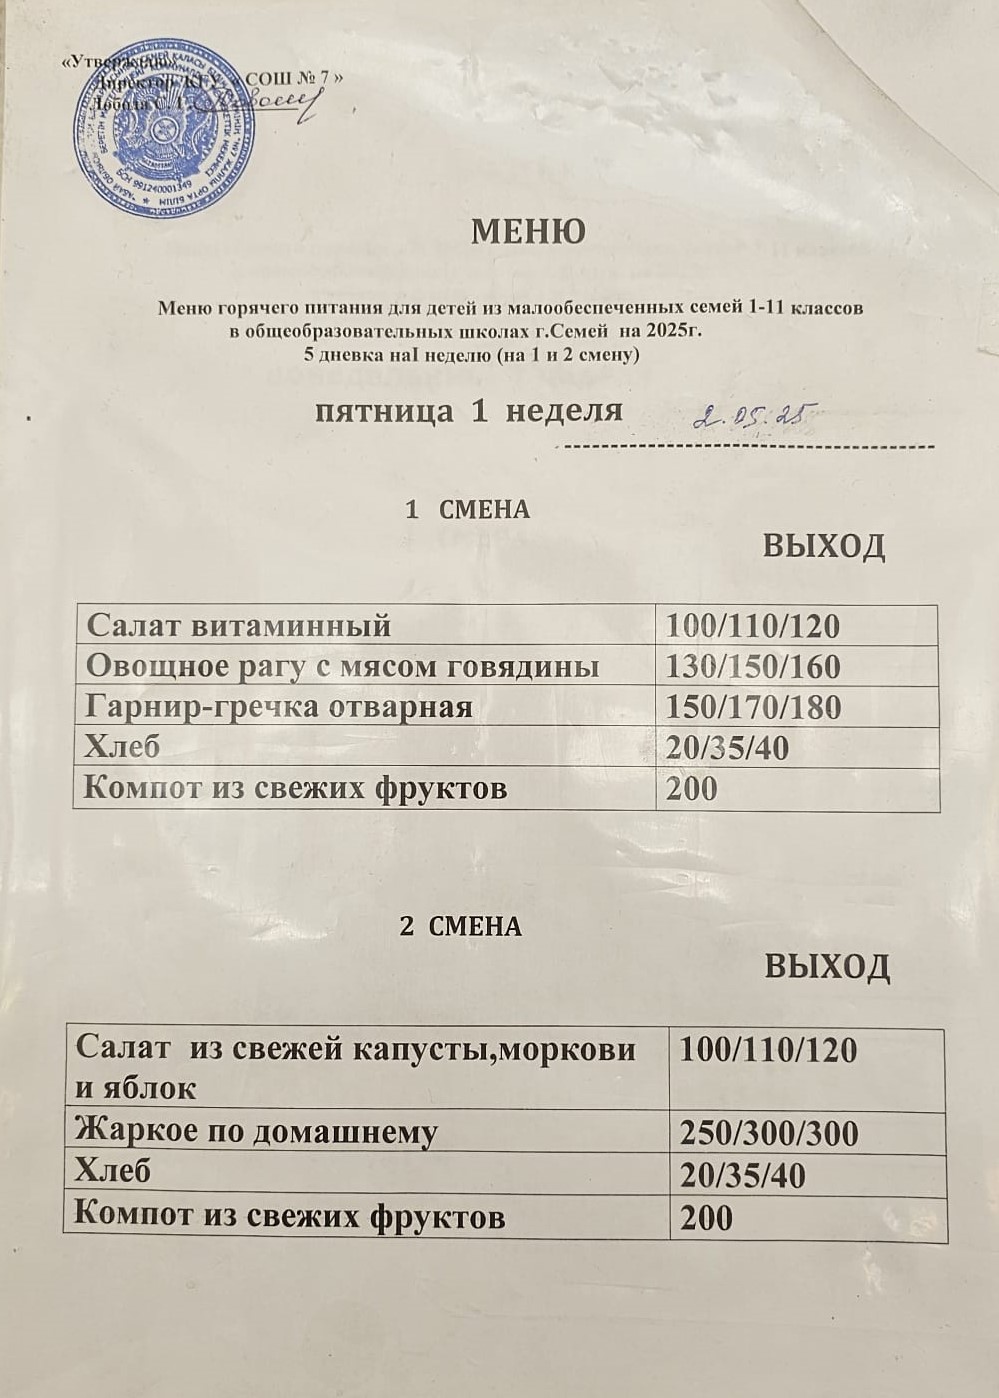 «Утверждаю»
Директор КГУ « СОШ № 7 »
МЕНЮ
Меню горячего питания для детей из малообеспеченных семей 1-11 классов
в общеобразовательных школах г.Семей на 2025г.
5 дневка наI неделю (на 1 и 2 смену)
пятница 1 неделя 2.05.25
1 СМЕНА
ВЫХОД
Салат витаминный 100/110/120
Овощное рагу с мясом говядины 130/150/160
Гарнир-гречка отварная 150/170/180
Хлеб 20/35/40
Компот из свежих фруктов 200
2 СМЕНА
ВЫХОД
Салат из свежей капусты,моркови 100/110/120
и яблок
Жаркое по домашнему 250/300/300
Хлеб 20/35/40
Компот из свежих фруктов 200
БСН 991240001349